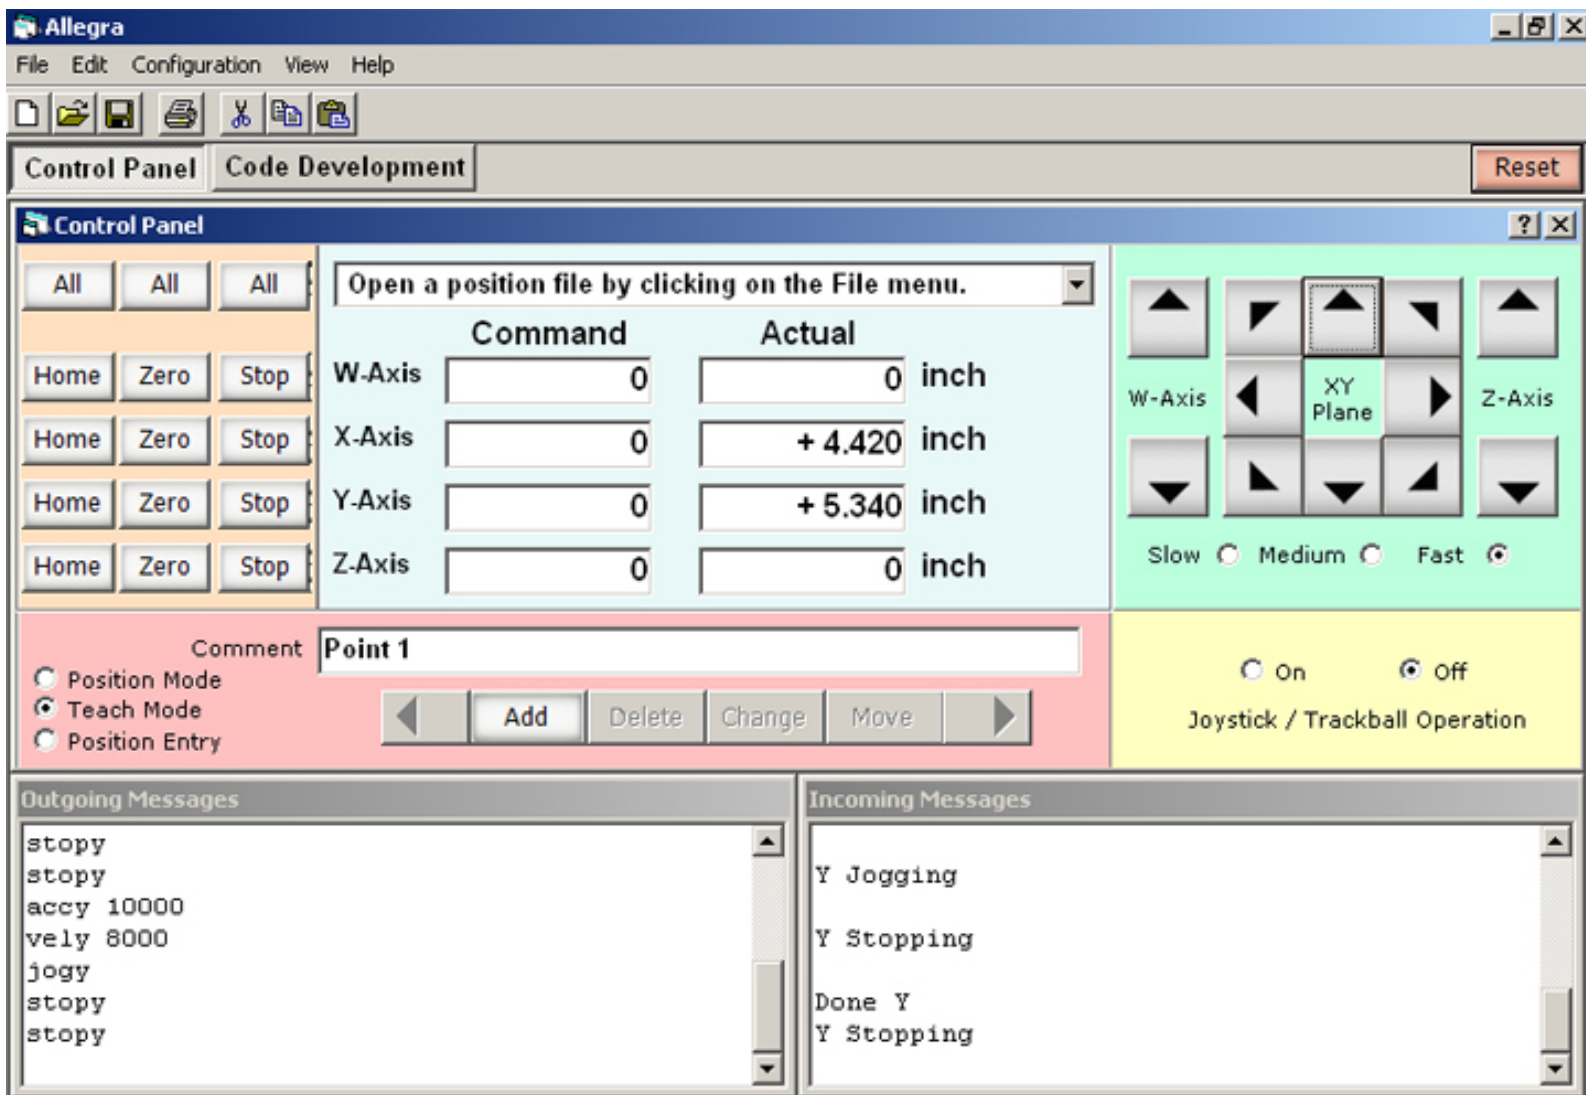 Allegra
File Edit Configuration View Help
Control Panel Code Development Reset
Control Panel
All All All
Open a position file by clicking on the File menu.
Command Actual
Home Zero Stop W-Axis 0 0 inch
Home Zero Stop X-Axis 0 + 4.420 inch
Home Zero Stop Y-Axis 0 + 5.340 inch
Home Zero Stop Z-Axis 0 0 inch
W-Axis XY Plane Z-Axis
Slow Medium Fast
Comment Point 1
Position Mode
Teach Mode
Position Entry
Add Delete Change Move
On Off
Joystick / Trackball Operation
Outgoing Messages
stopy
stopy
accy 10000
vely 8000
jogy
stopy
stopy
Incoming Messages
Y Jogging
Y Stopping
Done Y
Y Stopping